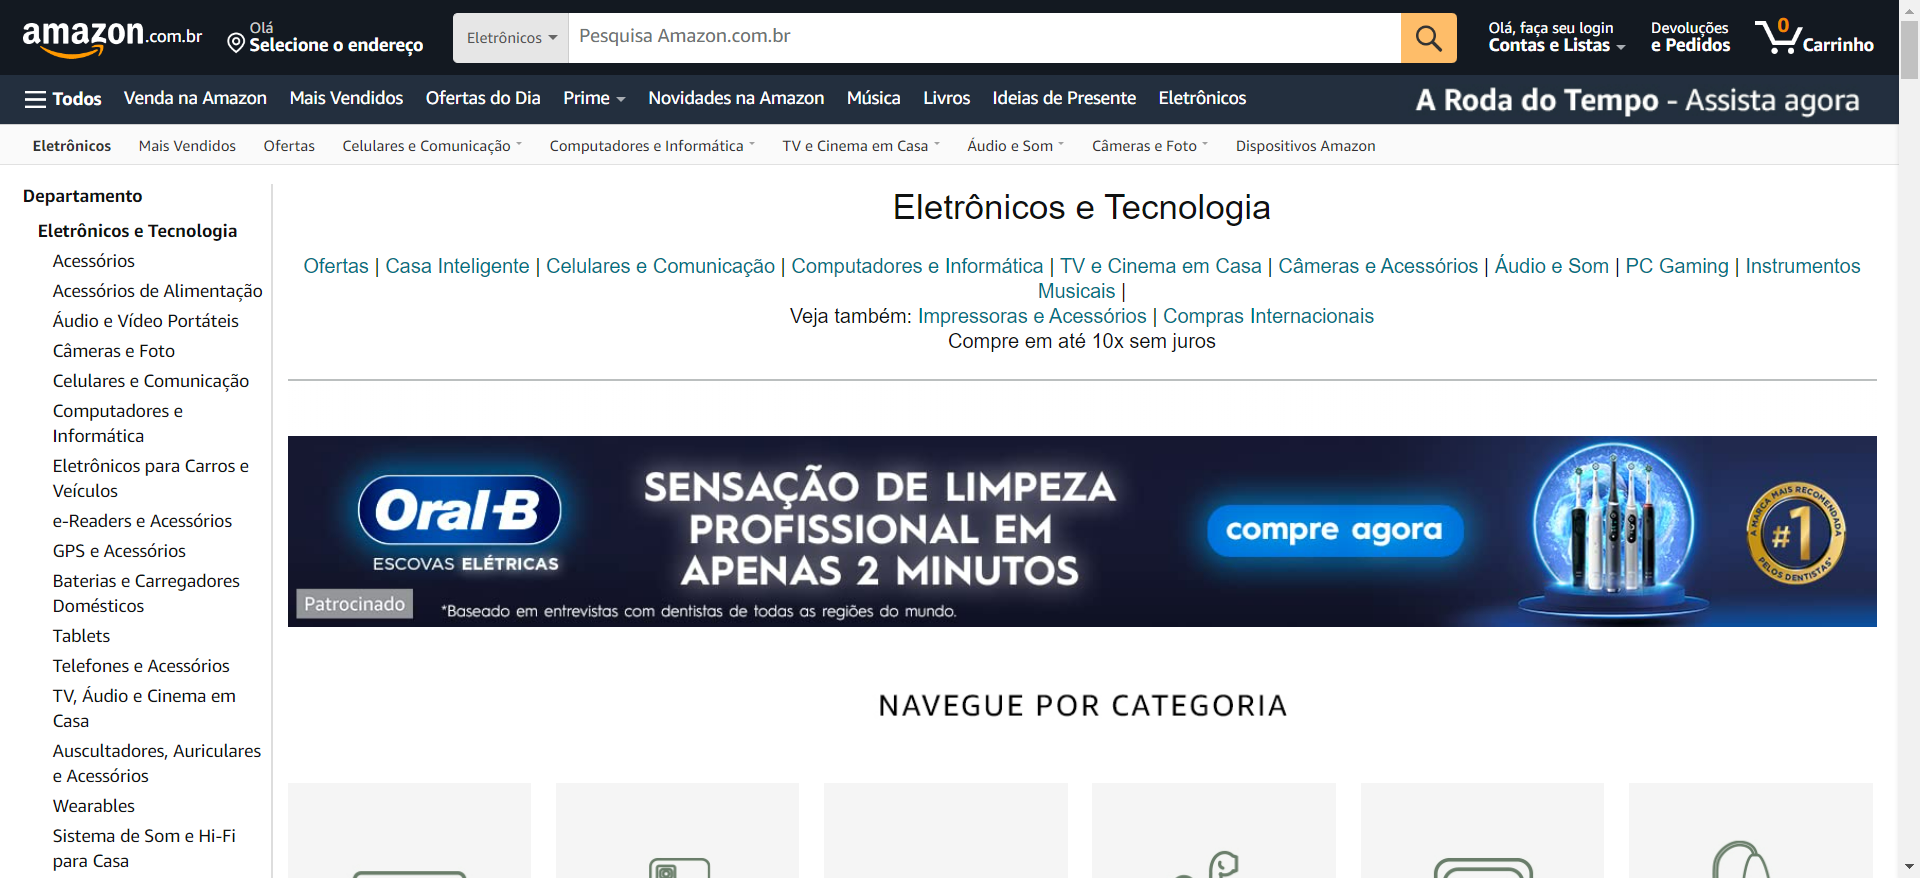 amazon.com.br
Olá
Selecione o endereço
Eletrônicos
Pesquisa Amazon.com.br
Olá, faça seu login
Contas e Listas
Devoluções
e Pedidos
0
Carrinho
Todos
Venda na Amazon
Mais Vendidos
Ofertas do Dia
Prime
Novidades na Amazon
Música
Livros
Ideias de Presente
Eletrônicos
A Roda do Tempo - Assista agora
Eletrônicos
Mais Vendidos
Ofertas
Celulares e Comunicação
Computadores e Informática
TV e Cinema em Casa
Áudio e Som
Câmeras e Foto
Dispositivos Amazon
Departamento
Eletrônicos e Tecnologia
Acessórios
Acessórios de Alimentação
Áudio e Vídeo Portáteis
Câmeras e Foto
Celulares e Comunicação
Computadores e
Informática
Eletrônicos para Carros e
Veículos
e-Readers e Acessórios
GPS e Acessórios
Baterias e Carregadores
Domésticos
Tablets
Telefones e Acessórios
TV, Áudio e Cinema em
Casa
Auscultadores, Auriculares
e Acessórios
Wearables
Sistema de Som e Hi-Fi
para Casa
Eletrônicos e Tecnologia
Ofertas | Casa Inteligente | Celulares e Comunicação | Computadores e Informática | TV e Cinema em Casa | Câmeras e Acessórios | Áudio e Som | PC Gaming | Instrumentos
Musicais |
Veja também: Impressoras e Acessórios | Compras Internacionais
Compre em até 10x sem juros
Oral-B
ESCOVAS ELÉTRICAS
Patrocinado
SENSAÇÃO DE LIMPEZA
PROFISSIONAL EM
APENAS 2 MINUTOS
*Baseado em entrevistas com dentistas de todas as regiões do mundo.
compre agora
A MARCA MAIS RECOMENDADA
#1
PELOS DENTISTAS*
NAVEGUE POR CATEGORIA